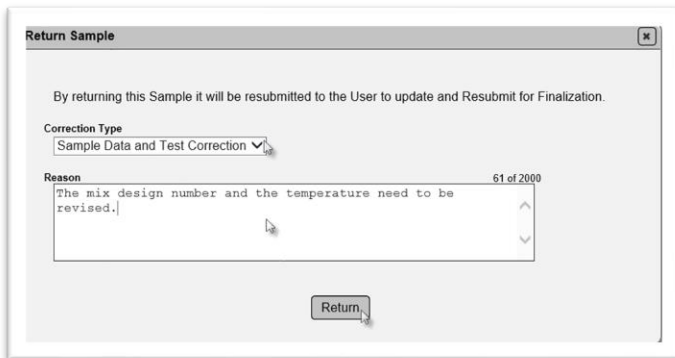 Return Sample
By returning this Sample it will be resubmitted to the User to update and Resubmit for Finalization.
Correction Type
Sample Data and Test Correction
Reason 61 of 2000
The mix design number and the temperature need to be
revised.
Return